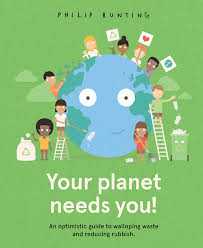 PHILIP BUNTING
Your planet
needs you!
An optimistic guide to walloping waste
and reducing rubbish.